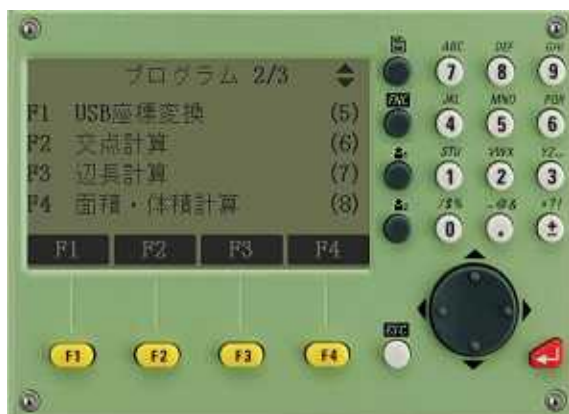 プログラム 2/3
F1 USB座標変換 (5)
F2 交点計算 (6)
F3 辺長計算 (7)
F4 面積・体積計算 (8)
F1 F2 F3 F4
F1 F2 F3 F4
ABC DEF GHI
7 8 9
FNC
JKL MNO PQR
4 5 6
STU VWX YZ
1 2 3
/$% _@& *?!
0 . ±
ESC